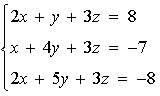 2x + y + 3z = 8
x + 4y + 3z = −7
2x + 5y + 3z = −8